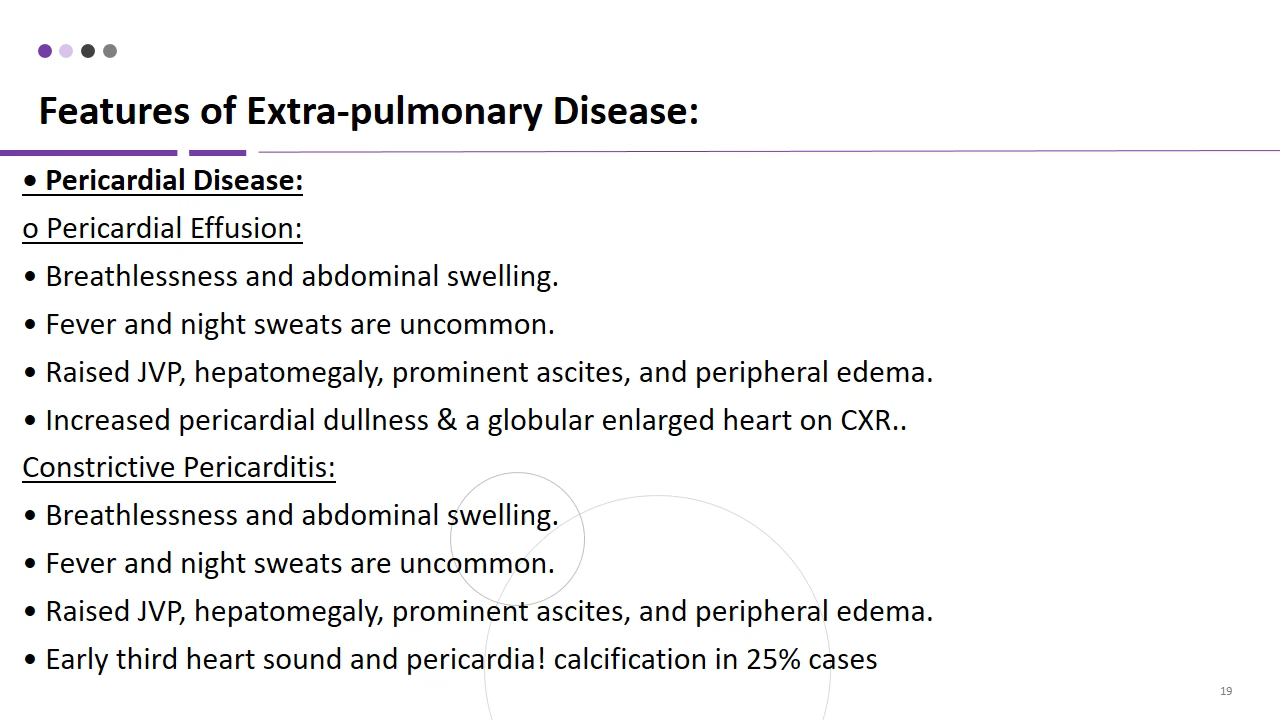 Features of Extra-pulmonary Disease:
• Pericardial Disease:
o Pericardial Effusion:
• Breathlessness and abdominal swelling.
• Fever and night sweats are uncommon.
• Raised JVP, hepatomegaly, prominent ascites, and peripheral edema.
• Increased pericardial dullness & a globular enlarged heart on CXR..
Constrictive Pericarditis:
• Breathlessness and abdominal swelling.
• Fever and night sweats are uncommon.
• Raised JVP, hepatomegaly, prominent ascites, and peripheral edema.
• Early third heart sound and pericardia! calcification in 25% cases
19